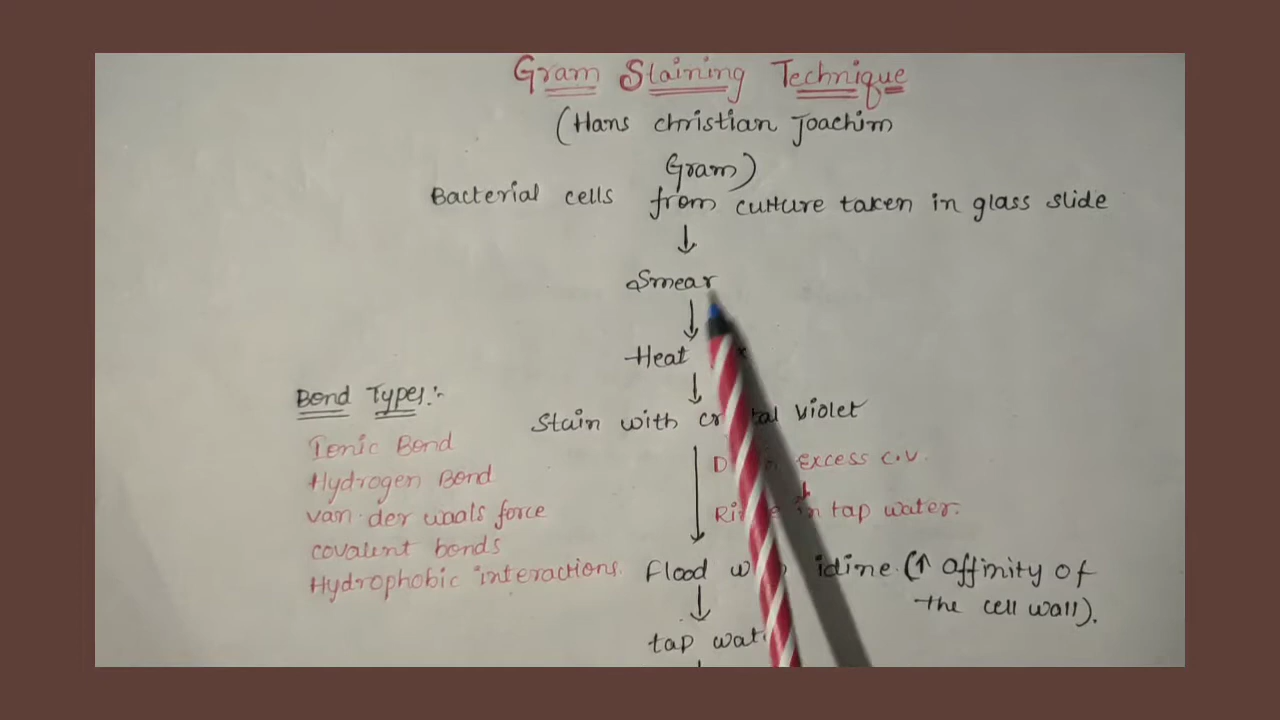 Gram Staining Technique
(Hans christian Joachim
Gram)
Bacterial cells from culture taken in glass slide
↓
Smear
↓
Heat
↓
Stain with violet
excess C.V.
↓
in tap water.
Flood idine (↑ affinity of
the cell wall).
↓
tap
Bond Types:-
Ionic Bond
Hydrogen Bond
van der waals force
covalent bonds
Hydrophobic interactions.